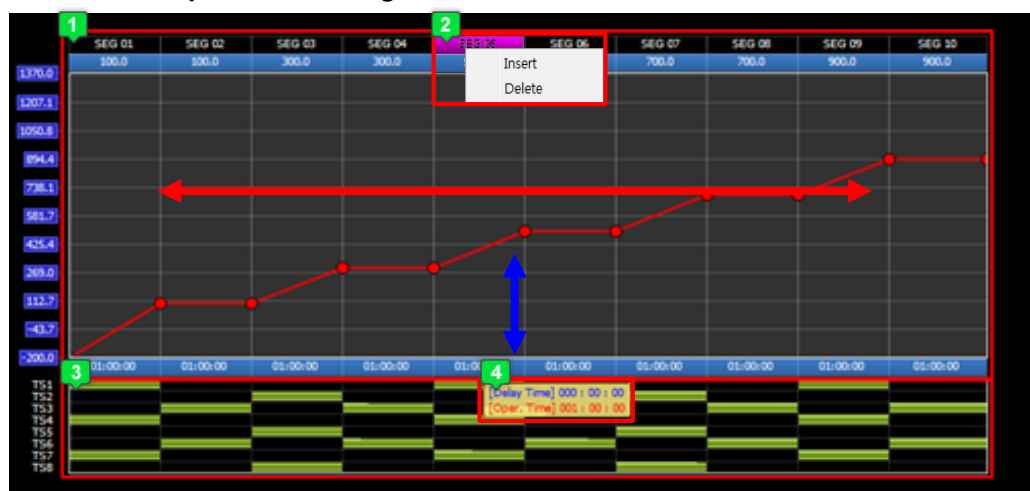 1
2
SEG 01 SEG 02 SEG 03 SEG 04 SEG 05 SEG 06 SEG 07 SEG 08 SEG 09 SEG 10
100.0 100.0 300.0 300.0 700.0 700.0 900.0 900.0
Insert
Delete
1370.0
1207.1
1050.8
894.4
738.1
581.7
425.4
269.0
112.7
-43.7
-200.0
3
4
01:00:00 01:00:00 01:00:00 01:00:00 01:00:00 01:00:00 01:00:00 01:00:00 01:00:00
[Delay Time] 000 : 00 : 00
[Oper. Time] 001 : 00 : 00
TS1
TS2
TS3
TS4
TS5
TS6
TS7
TS8